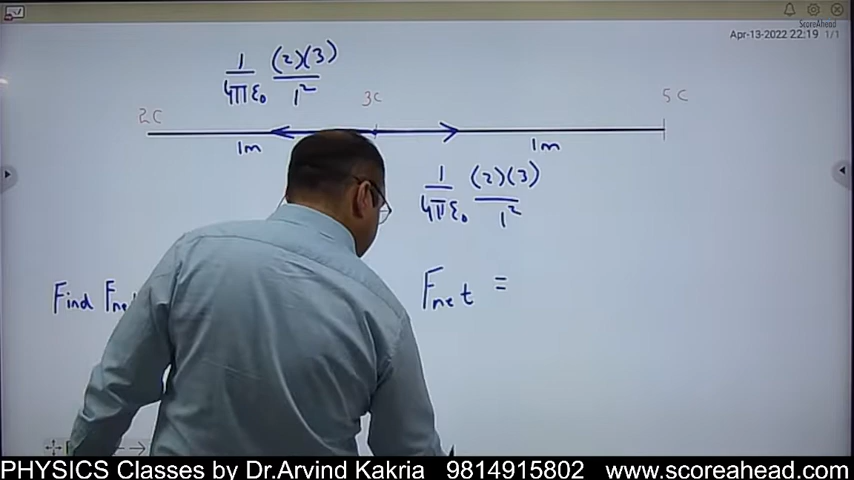 ScoreAhead
Apr-13-2022 22:19 1/1
1/4πε₀ (2)(3)/1²
2C 3C 5C
1m 1m
1/4πε₀ (2)(3)/1²
Find Fne
Fnet =
PHYSICS Classes by Dr.Arvind Kakria 9814915802 www.scoreahead.com